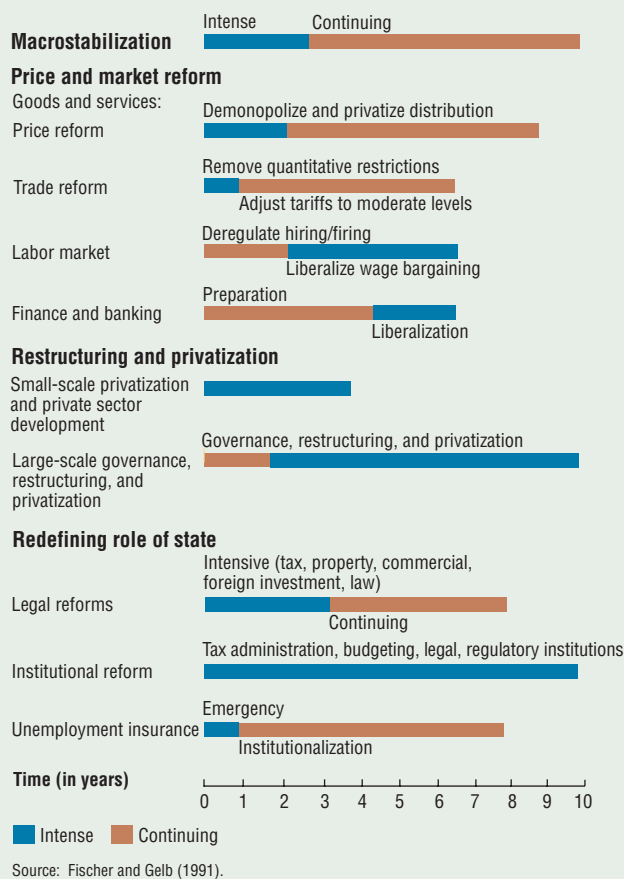 Intense Continuing
Macrostabilization
Price and market reform
Goods and services:
Demonopolize and privatize distribution
Price reform
Remove quantitative restrictions
Trade reform
Adjust tariffs to moderate levels
Deregulate hiring/firing
Labor market
Liberalize wage bargaining
Preparation
Finance and banking
Liberalization
Restructuring and privatization
Small-scale privatization
and private sector
development
Governance, restructuring, and privatization
Large-scale governance,
restructuring, and
privatization
Redefining role of state
Intensive (tax, property, commercial,
foreign investment, law)
Legal reforms
Continuing
Tax administration, budgeting, legal, regulatory institutions
Institutional reform
Emergency
Unemployment insurance
Institutionalization
Time (in years)
0 1 2 3 4 5 6 7 8 9 10
Intense Continuing
Source: Fischer and Gelb (1991).